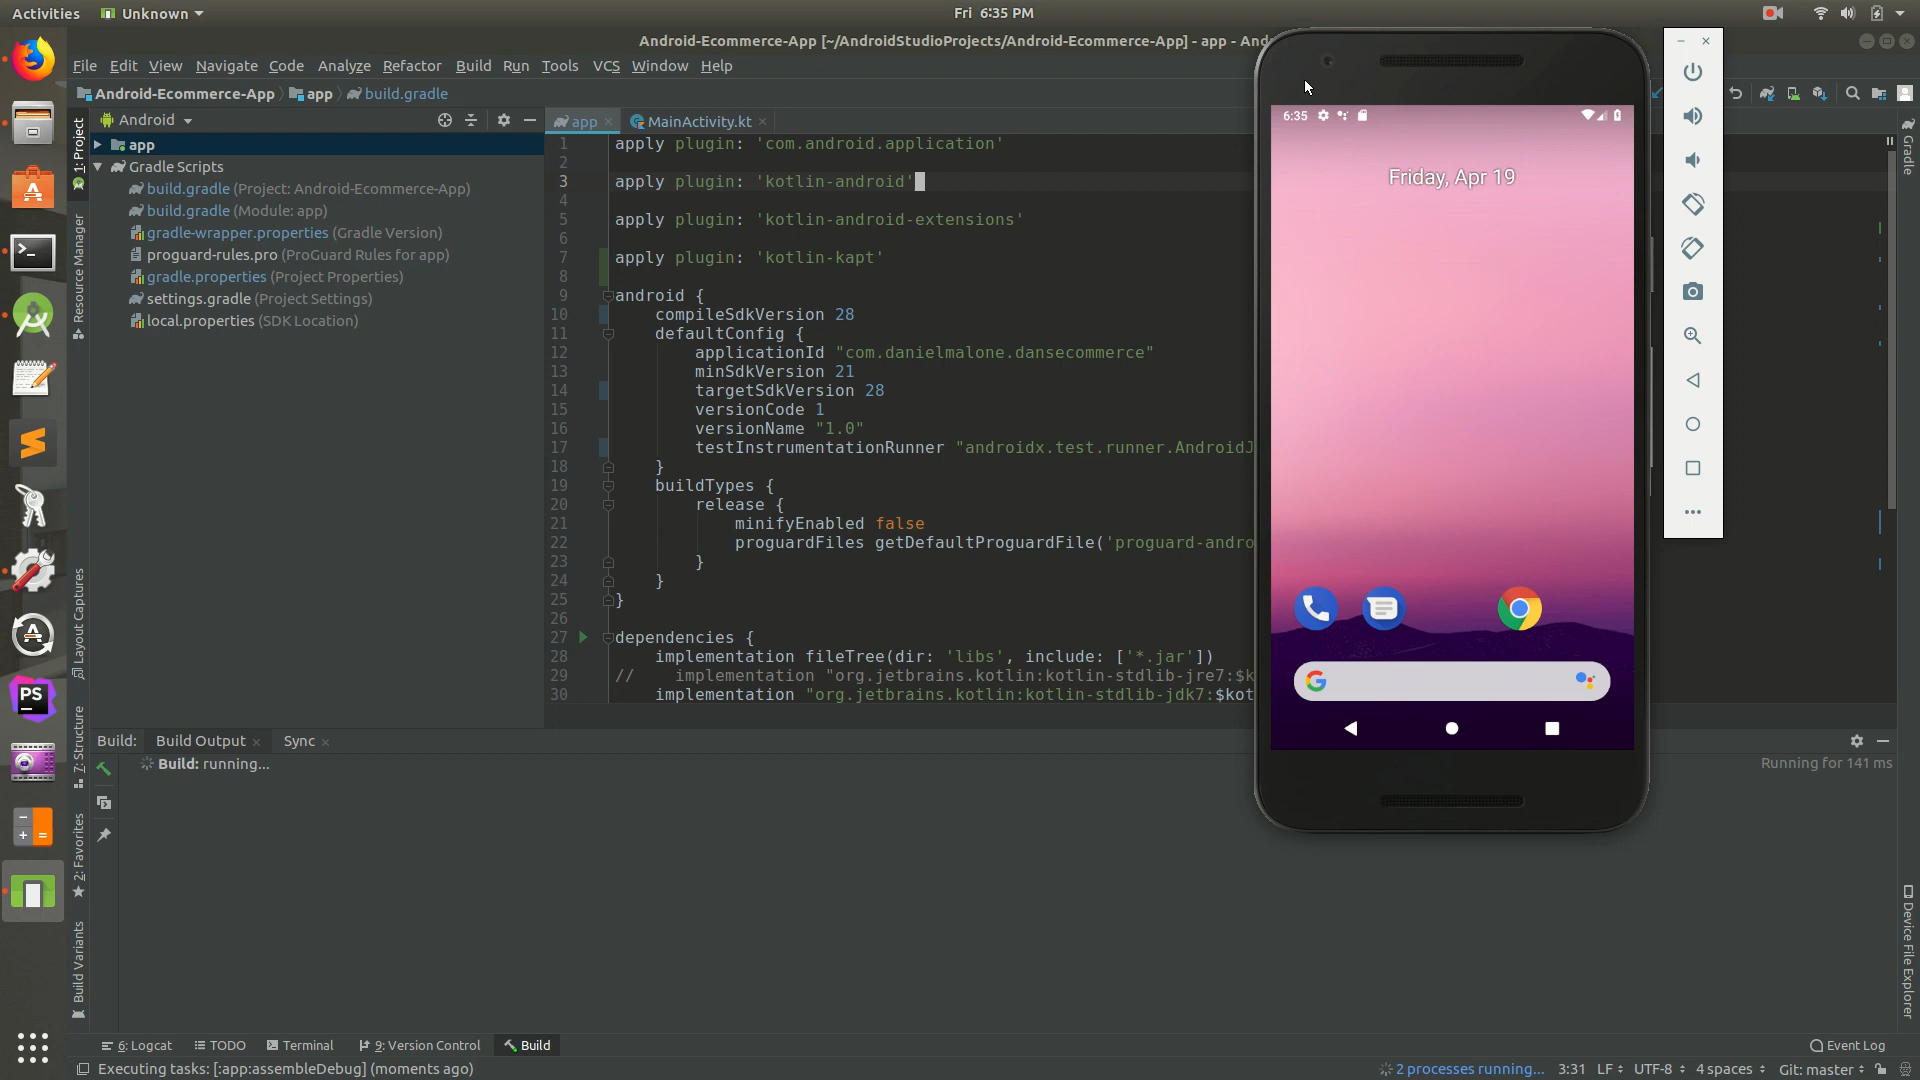 Activities
Unknown
Fri 6:35 PM
Android-Ecommerce-App [~/AndroidStudioProjects/Android-Ecommerce-App] - app - And
File Edit View Navigate Code Analyze Refactor Build Run Tools VCS Window Help
Android-Ecommerce-App
app
build.gradle
Android
app
MainActivity.kt
1: Project
Resource Manager
Layout Captures
7: Structure
2: Favorites
Build Variants
app
Gradle Scripts
build.gradle (Project: Android-Ecommerce-App)
build.gradle (Module: app)
gradle-wrapper.properties (Gradle Version)
proguard-rules.pro (ProGuard Rules for app)
gradle.properties (Project Properties)
settings.gradle (Project Settings)
local.properties (SDK Location)
1 apply plugin: 'com.android.application'
2
3 apply plugin: 'kotlin-android'
4
5 apply plugin: 'kotlin-android-extensions'
6
7 apply plugin: 'kotlin-kapt'
8
9 android {
10 compileSdkVersion 28
11 defaultConfig {
12 applicationId "com.danielmalone.dansecommerce"
13 minSdkVersion 21
14 targetSdkVersion 28
15 versionCode 1
16 versionName "1.0"
17 testInstrumentationRunner "androidx.test.runner.AndroidJ
18 }
19 buildTypes {
20 release {
21 minifyEnabled false
22 proguardFiles getDefaultProguardFile('proguard-andro
23 }
24 }
25 }
26
27 dependencies {
28 implementation fileTree(dir: 'libs', include: ['*.jar'])
29 // implementation "org.jetbrains.kotlin:kotlin-stdlib-jre7:$k
30 implementation "org.jetbrains.kotlin:kotlin-stdlib-jdk7:$kot
6:35
Friday, Apr 19
Gradle
Device File Explorer
PS
Build:
Build Output
Sync
Build: running...
Running for 141 ms
6: Logcat
TODO
Terminal
9: Version Control
Build
Event Log
Executing tasks: [:app:assembleDebug] (moments ago)
2 processes running...
3:31
LF
UTF-8
4 spaces
Git: master